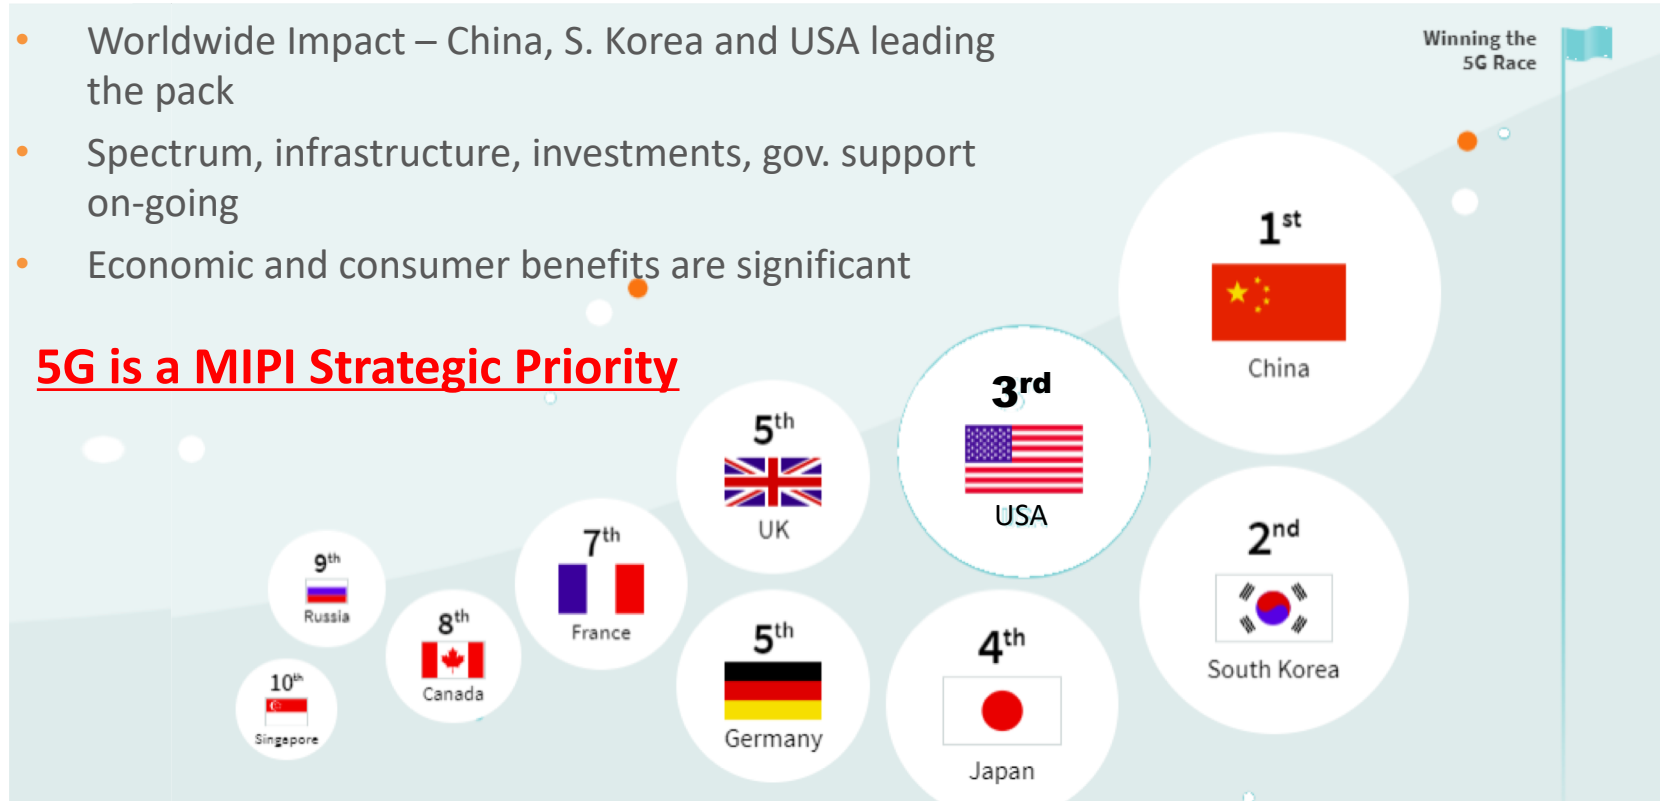 • Worldwide Impact – China, S. Korea and USA leading
the pack
• Spectrum, infrastructure, investments, gov. support
on-going
• Economic and consumer benefits are significant
5G is a MIPI Strategic Priority
Winning the
5G Race
1st
China
3rd
USA
2nd
South Korea
5th
UK
4th
Japan
5th
Germany
7th
France
8th
Canada
9th
Russia
10th
Singapore